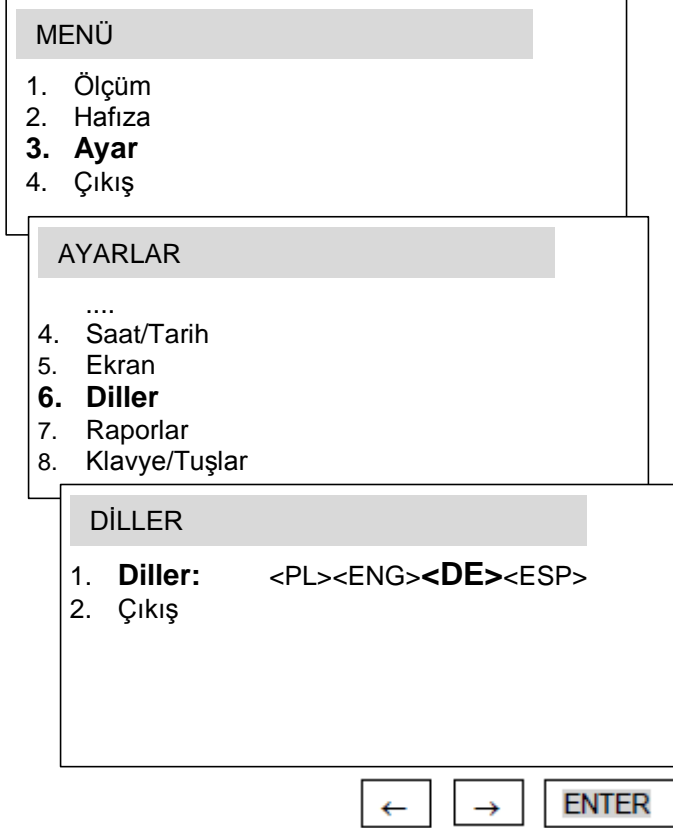 MENÜ
1. Ölçüm
2. Hafıza
3. Ayar
4. Çıkış
AYARLAR
....
4. Saat/Tarih
5. Ekran
6. Diller
7. Raporlar
8. Klavye/Tuşlar
DİLLER
1. Diller: <PL><ENG><DE><ESP>
2. Çıkış
← → ENTER